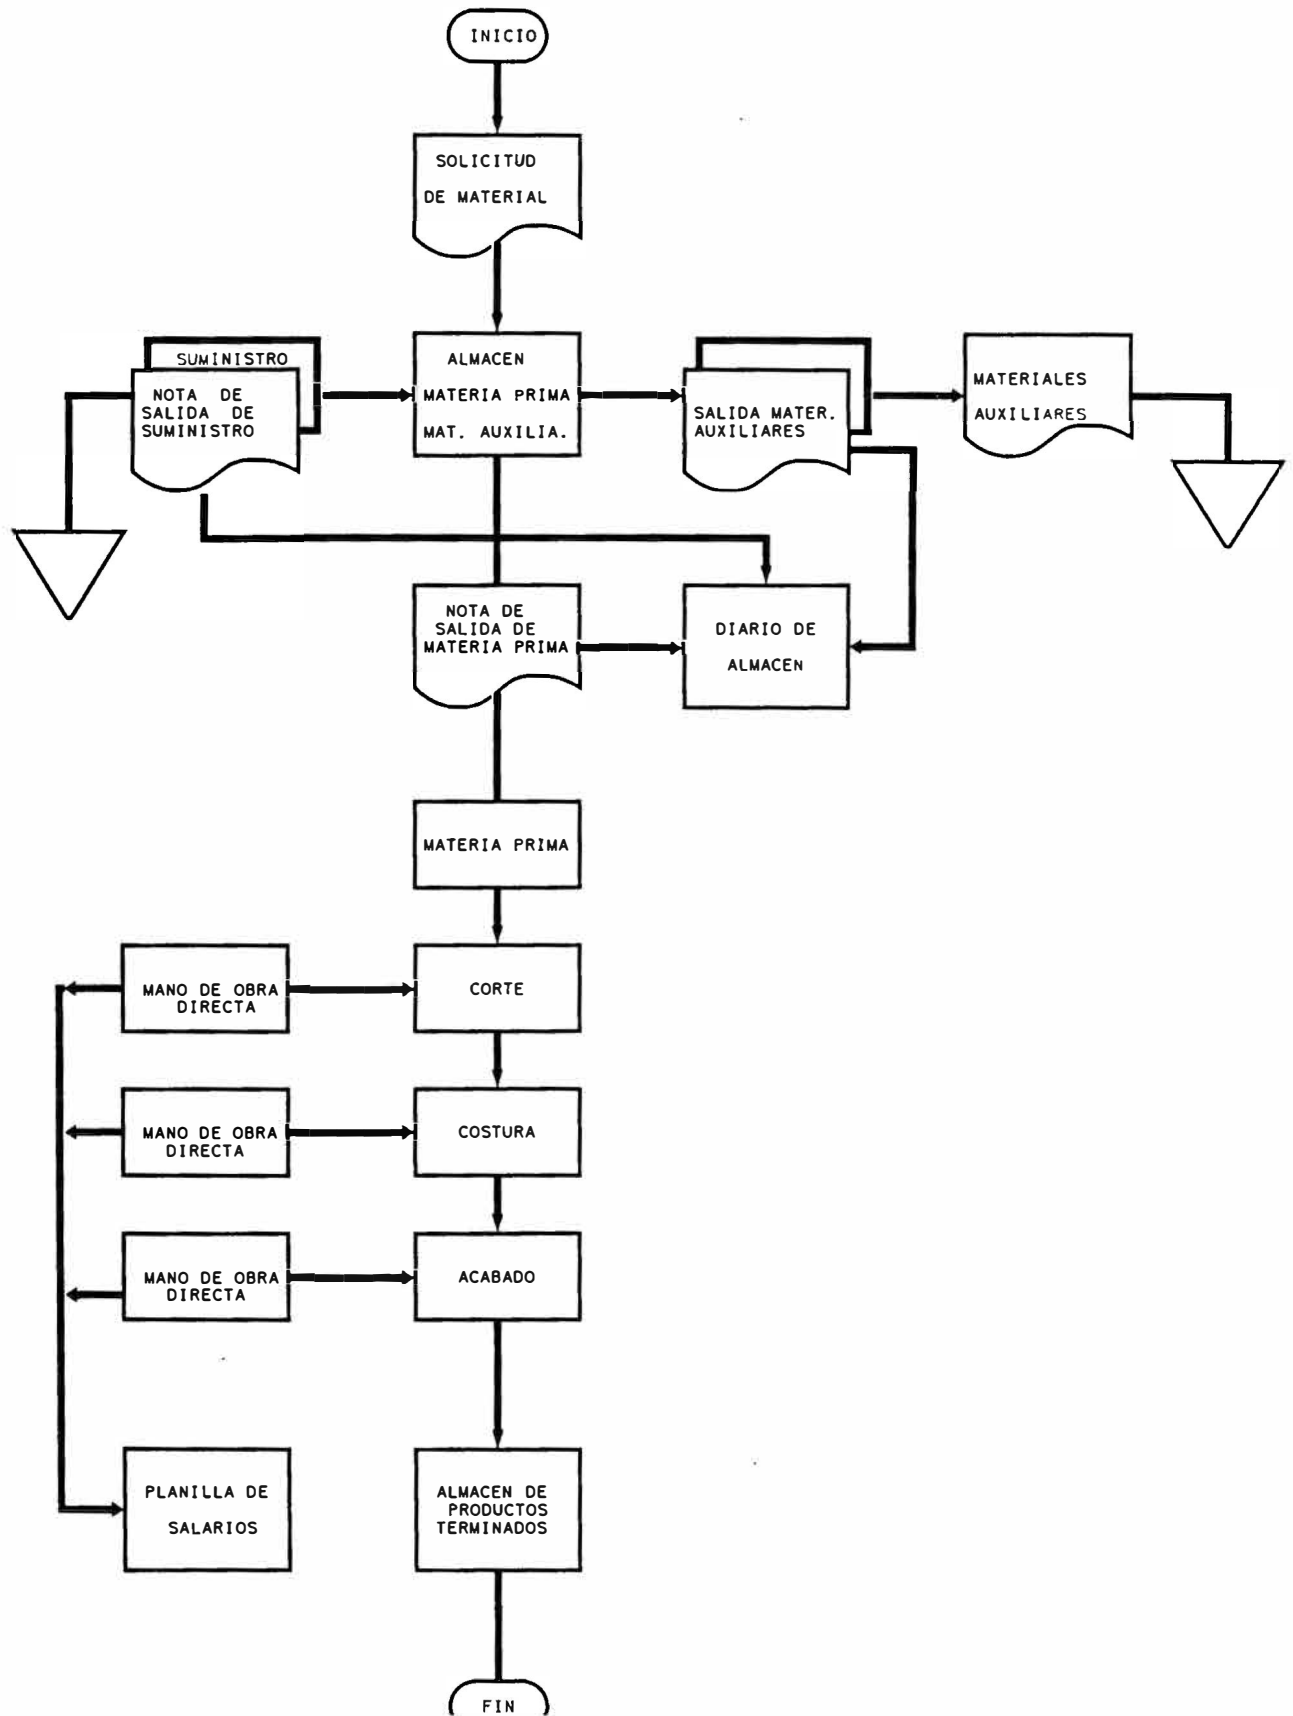 INICIO
SOLICITUD
DE MATERIAL
SUMINISTRO
NOTA DE
SALIDA DE
SUMINISTRO
ALMACEN
MATERIA PRIMA
MAT. AUXILIA.
SALIDA MATER.
AUXILIARES
MATERIALES
AUXILIARES
NOTA DE
SALIDA DE
MATERIA PRIMA
DIARIO DE
ALMACEN
MATERIA PRIMA
MANO DE OBRA
DIRECTA
CORTE
MANO DE OBRA
DIRECTA
COSTURA
MANO DE OBRA
DIRECTA
ACABADO
PLANILLA DE
SALARIOS
ALMACEN DE
PRODUCTOS
TERMINADOS
FIN